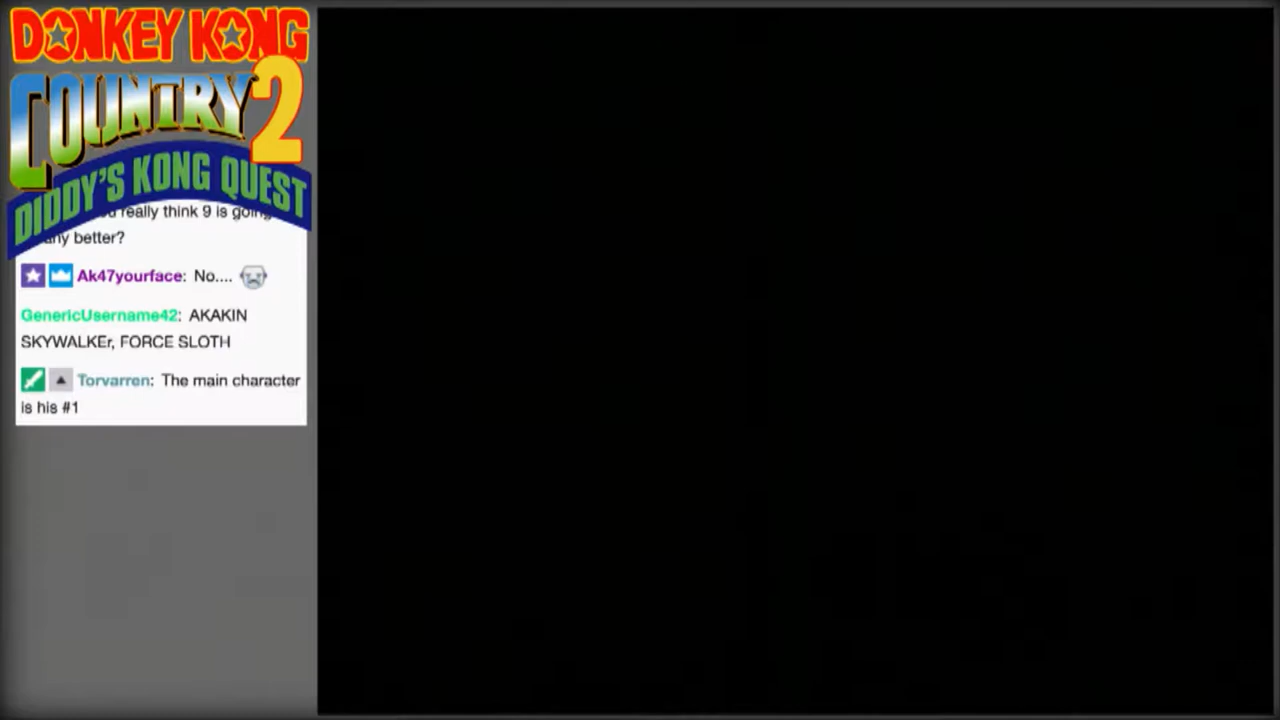 DONKEY KONG
COUNTRY 2
DIDDY'S KONG QUEST
really think 9 is going
any better?
Ak47yourface: No....
GenericUsername42: AKAKIN
SKYWALKEr, FORCE SLOTH
Torvarren: The main character
is his #1